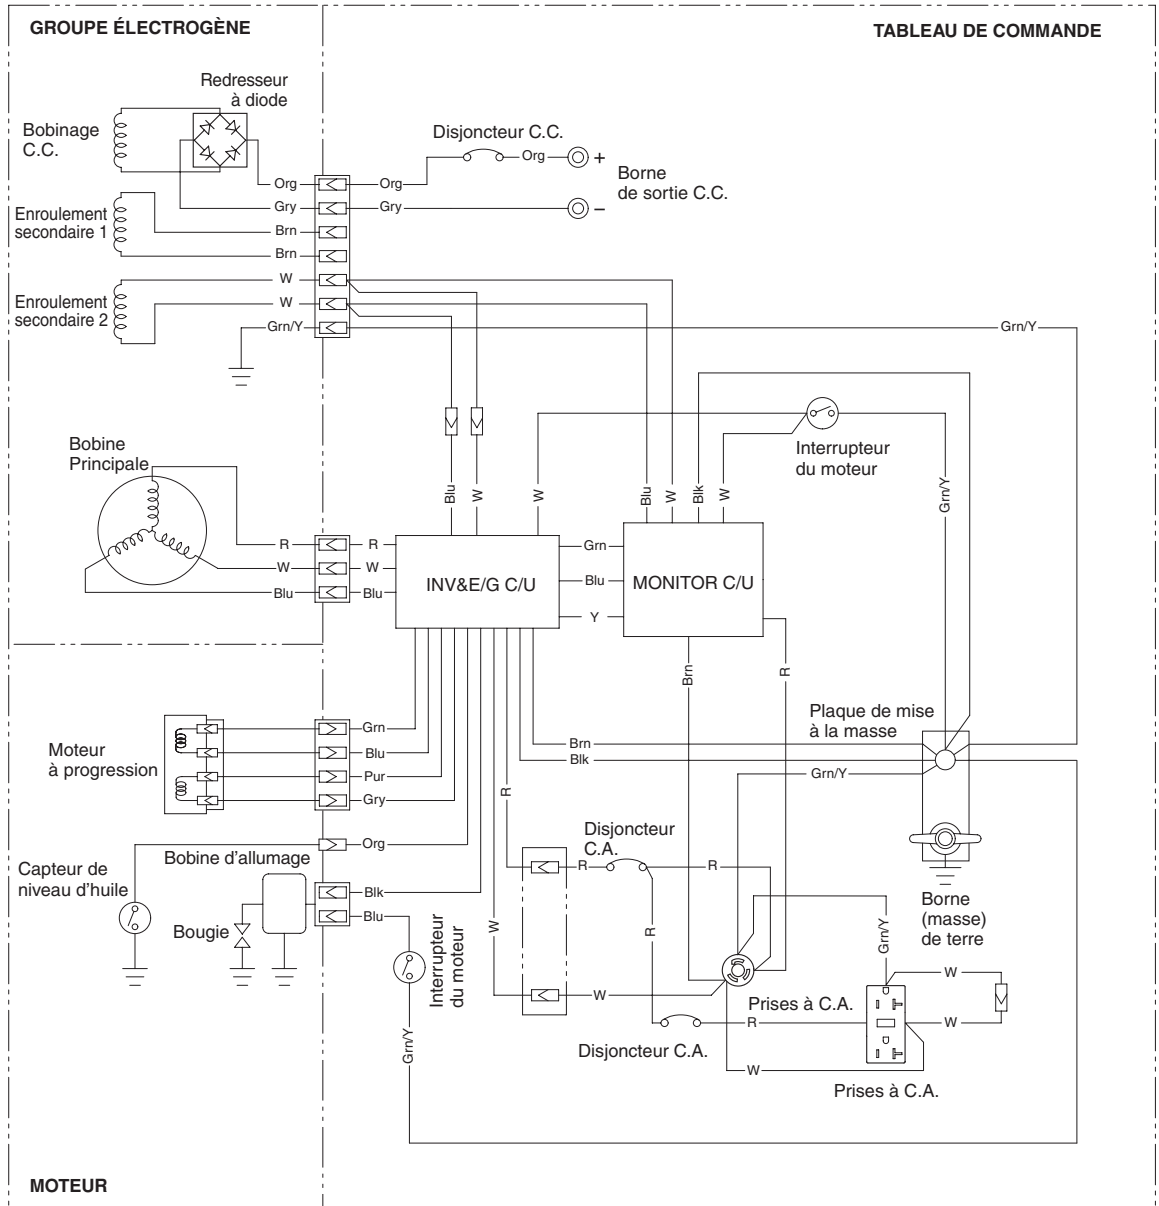 GROUPE ÉLECTROGÈNE
TABLEAU DE COMMANDE
Redresseur
à diode
Bobinage
C.C.
Disjoncteur C.C.
Org
+
Borne
de sortie C.C.
Org
Org
Gry
Gry
–
Enroulement
secondaire 1
Brn
Brn
W
Enroulement
secondaire 2
W
Grn/Y
Grn/Y
Interrupteur
du moteur
Bobine
Principale
Blu
W
W
Blu
W
Blk
W
Grn/Y
R
R
W
W
Blu
Blu
INV&E/G C/U
Grn
Blu
Y
MONITOR C/U
Brn
R
Plaque de mise
à la masse
Moteur
à progression
Grn
Blu
Pur
Gry
Brn
Blk
Grn/Y
R
Org
Disjoncteur
C.A.
R
R
Capteur de
niveau d'huile
Bobine d'allumage
Bougie
Blk
Blu
Interrupteur
du moteur
W
R
Grn/Y
Borne
(masse)
de terre
W
W
Prises à C.A.
R
W
Disjoncteur C.A.
W
Prises à C.A.
Grn/Y
MOTEUR